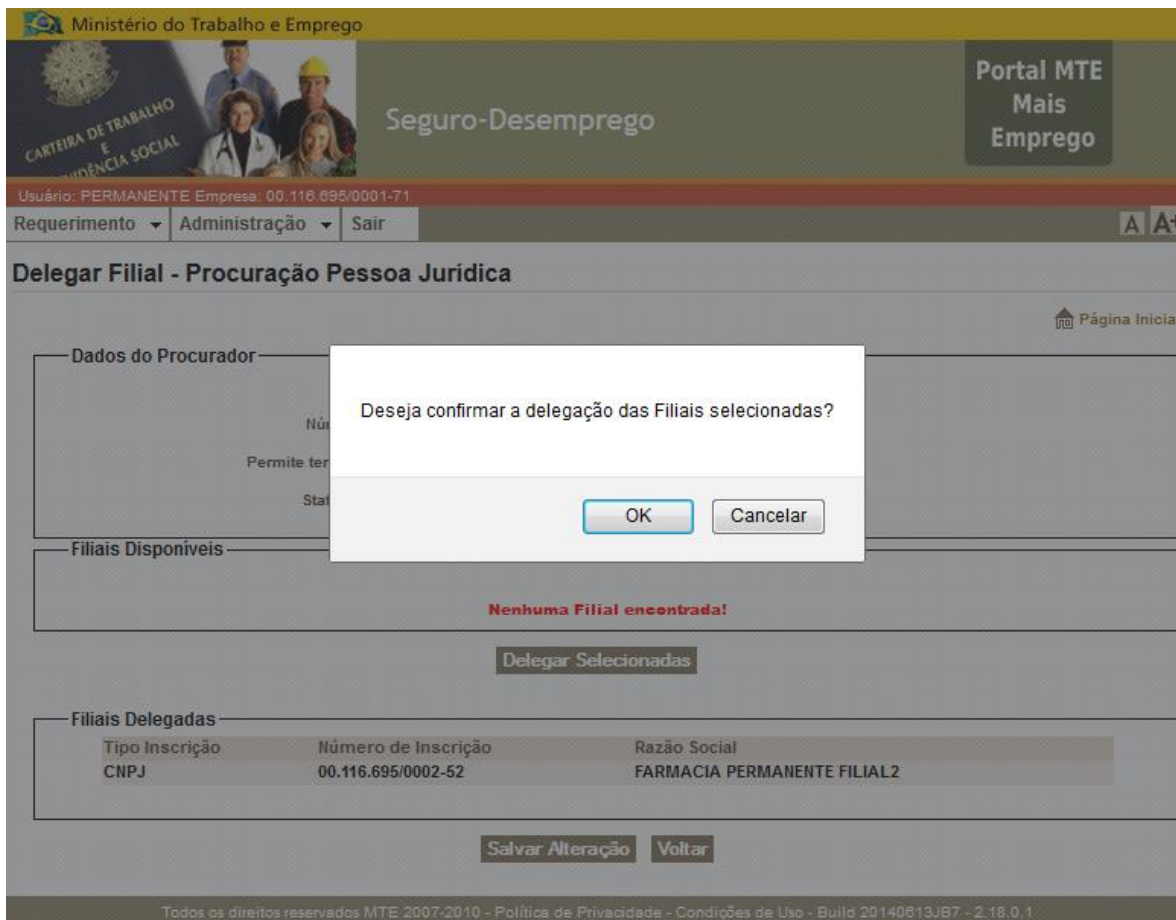 Ministério do Trabalho e Emprego
CARTEIRA DE TRABALHO
E
PREVIDÊNCIA SOCIAL
Seguro-Desemprego
Portal MTE
Mais
Emprego
Usuário: PERMANENTE Empresa: 00.116.695/0001-71
Requerimento Administração Sair A A+
Delegar Filial - Procuração Pessoa Jurídica
Página Inicia
Dados do Procurador
Deseja confirmar a delegação das Filiais selecionadas?
Núm
Permite ter
Stat
OK Cancelar
Filiais Disponíveis
Nenhuma Filial encontrada!
Delegar Selecionadas
Filiais Delegadas
Tipo Inscrição Número de Inscrição Razão Social
CNPJ 00.116.695/0002-52 FARMACIA PERMANENTE FILIAL2
Salvar Alteração Voltar
Todos os direitos reservados MTE 2007-2010 - Política de Privacidade - Condições de Uso - Build 20140613JB7 - 2.18.0.1